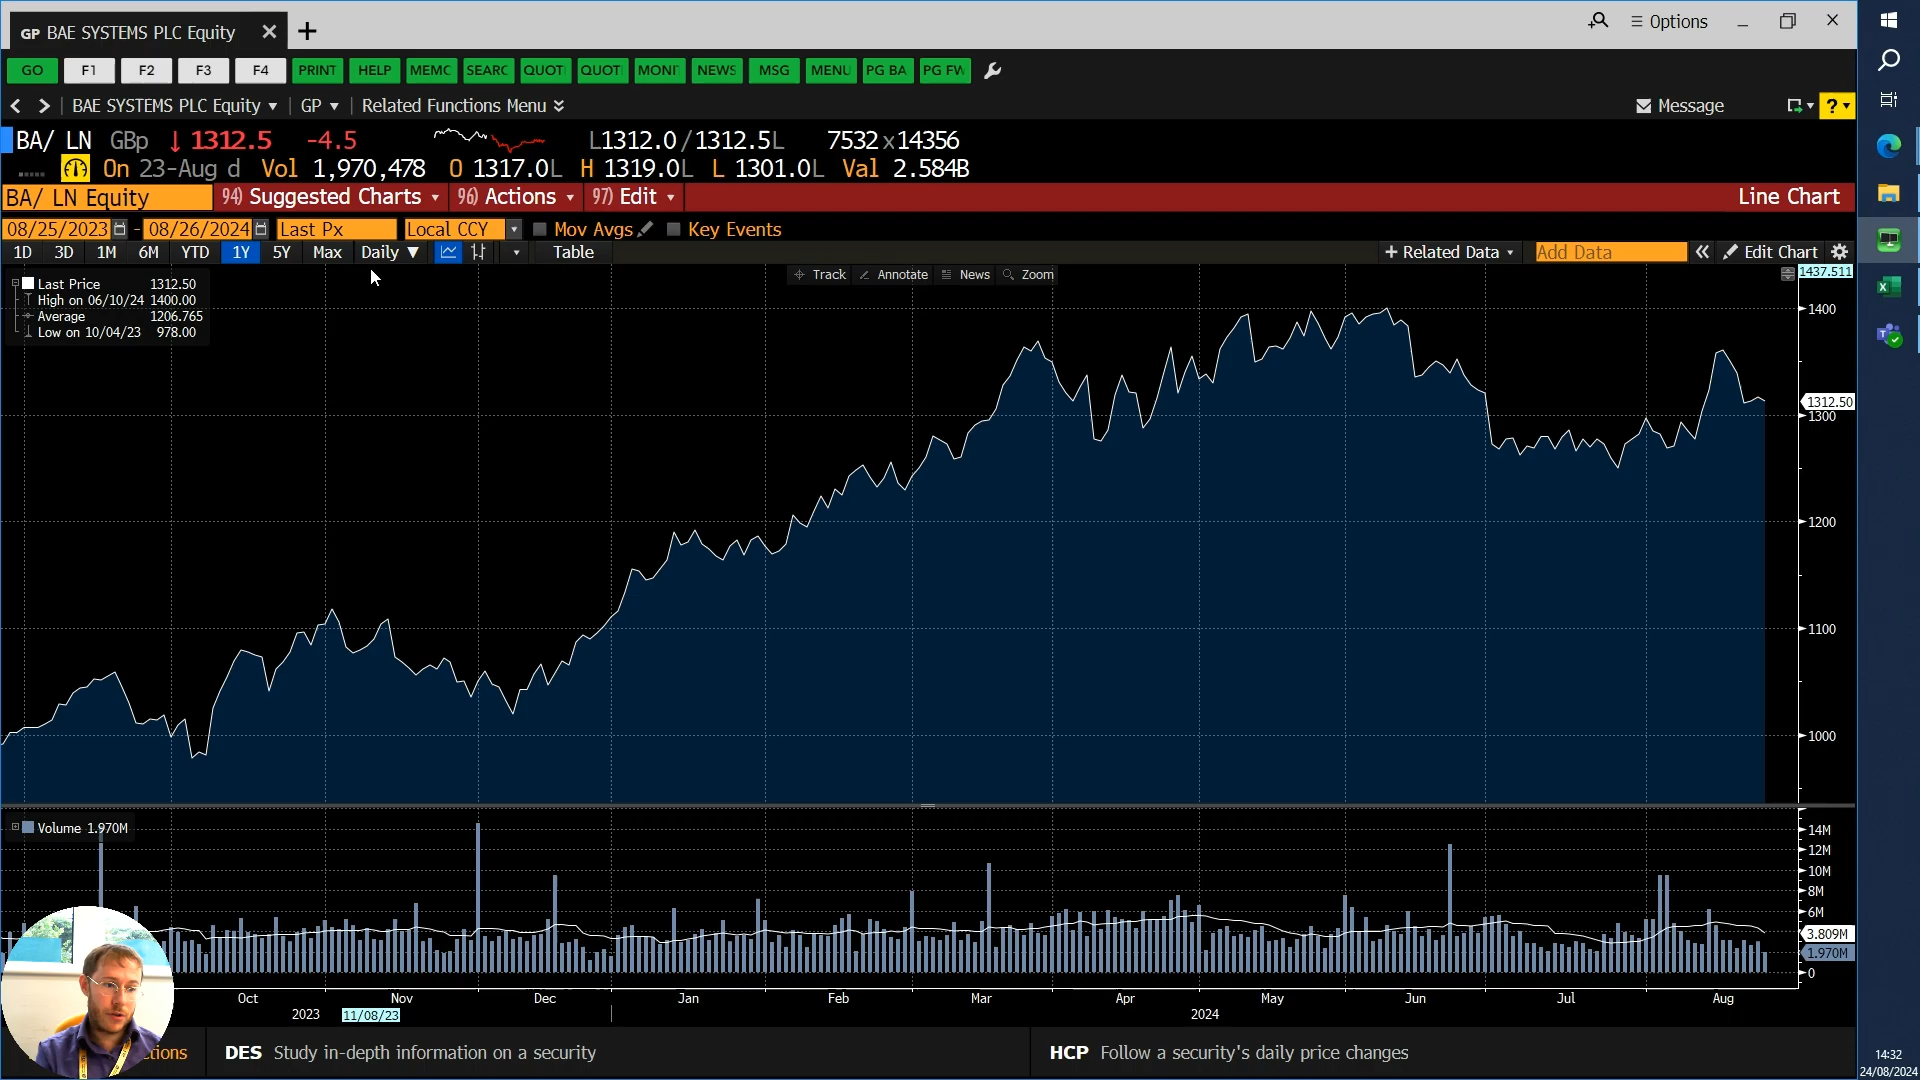 GP BAE SYSTEMS PLC Equity
Options
GO F1 F2 F3 F4 PRINT HELP MEMC SEARC QUOT QUOT MONI NEWS MSG MENU PG BA PG FW
BAE SYSTEMS PLC Equity GP Related Functions Menu Message ?
BA/ LN GBp ↓ 1312.5 -4.5 L1312.0/1312.5L 7532x14356
On 23-Aug d Vol 1,970,478 O 1317.0L H 1319.0L L 1301.0L Val 2.584B
BA/ LN Equity 94) Suggested Charts 96) Actions 97) Edit Line Chart
08/25/2023 - 08/26/2024 Last Px Local CCY Mov Avgs Key Events
1D 3D 1M 6M YTD 1Y 5Y Max Daily ▼ Table + Related Data Add Data « Edit Chart
Track Annotate News Zoom
1437.511
Last Price 1312.50
High on 06/10/24 1400.00
Average 1206.765
Low on 10/04/23 978.00
1400
1312.50
1300
1200
1100
1000
Volume 1.970M
14M
12M
10M
8M
6M
3.809M
1.970M
0
Oct Nov Dec Jan Feb Mar Apr May Jun Jul Aug
2023 11/08/23 2024
ctions DES Study in-depth information on a security HCP Follow a security's daily price changes
14:32
24/08/2024